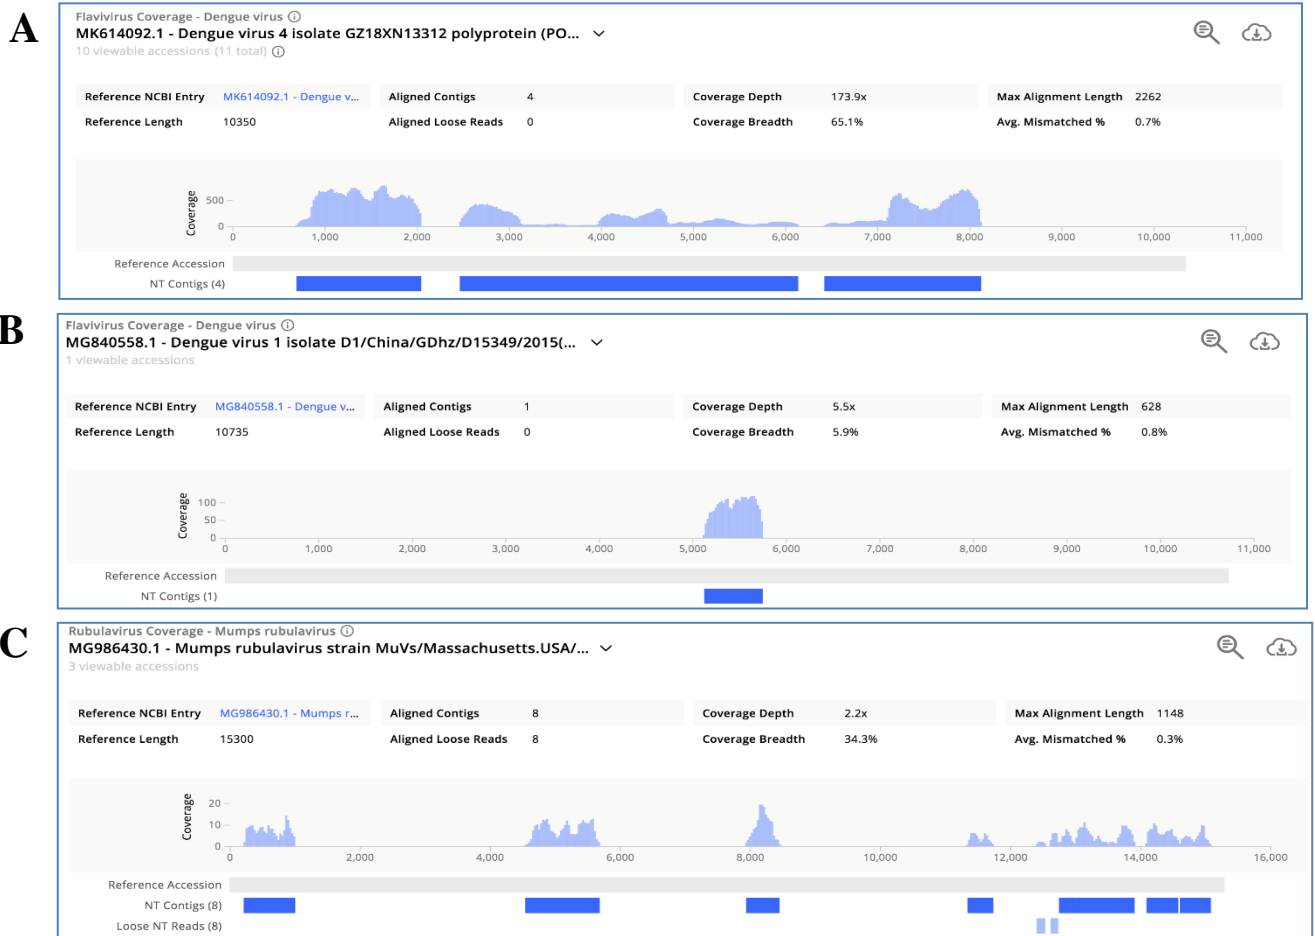 A
Flavivirus Coverage - Dengue virus
MK614092.1 - Dengue virus 4 isolate GZ18XN13312 polyprotein (PO...
10 viewable accessions (11 total)
Reference NCBI Entry MK614092.1 - Dengue v... Aligned Contigs 4 Coverage Depth 173.9x Max Alignment Length 2262
Reference Length 10350 Aligned Loose Reads 0 Coverage Breadth 65.1% Avg. Mismatched % 0.7%
Coverage
500
0
0 1,000 2,000 3,000 4,000 5,000 6,000 7,000 8,000 9,000 10,000 11,000
Reference Accession
NT Contigs (4)
B
Flavivirus Coverage - Dengue virus
MG840558.1 - Dengue virus 1 isolate D1/China/GDhz/D15349/2015(...
1 viewable accessions
Reference NCBI Entry MG840558.1 - Dengue v... Aligned Contigs 1 Coverage Depth 5.5x Max Alignment Length 628
Reference Length 10735 Aligned Loose Reads 0 Coverage Breadth 5.9% Avg. Mismatched % 0.8%
Coverage
100
50
0
0 1,000 2,000 3,000 4,000 5,000 6,000 7,000 8,000 9,000 10,000 11,000
Reference Accession
NT Contigs (1)
C
Rubulavirus Coverage - Mumps rubulavirus
MG986430.1 - Mumps rubulavirus strain MuVs/Massachusetts.USA/...
3 viewable accessions
Reference NCBI Entry MG986430.1 - Mumps r... Aligned Contigs 8 Coverage Depth 2.2x Max Alignment Length 1148
Reference Length 15300 Aligned Loose Reads 8 Coverage Breadth 34.3% Avg. Mismatched % 0.3%
Coverage
20
10
0
0 2,000 4,000 6,000 8,000 10,000 12,000 14,000 16,000
Reference Accession
NT Contigs (8)
Loose NT Reads (8)